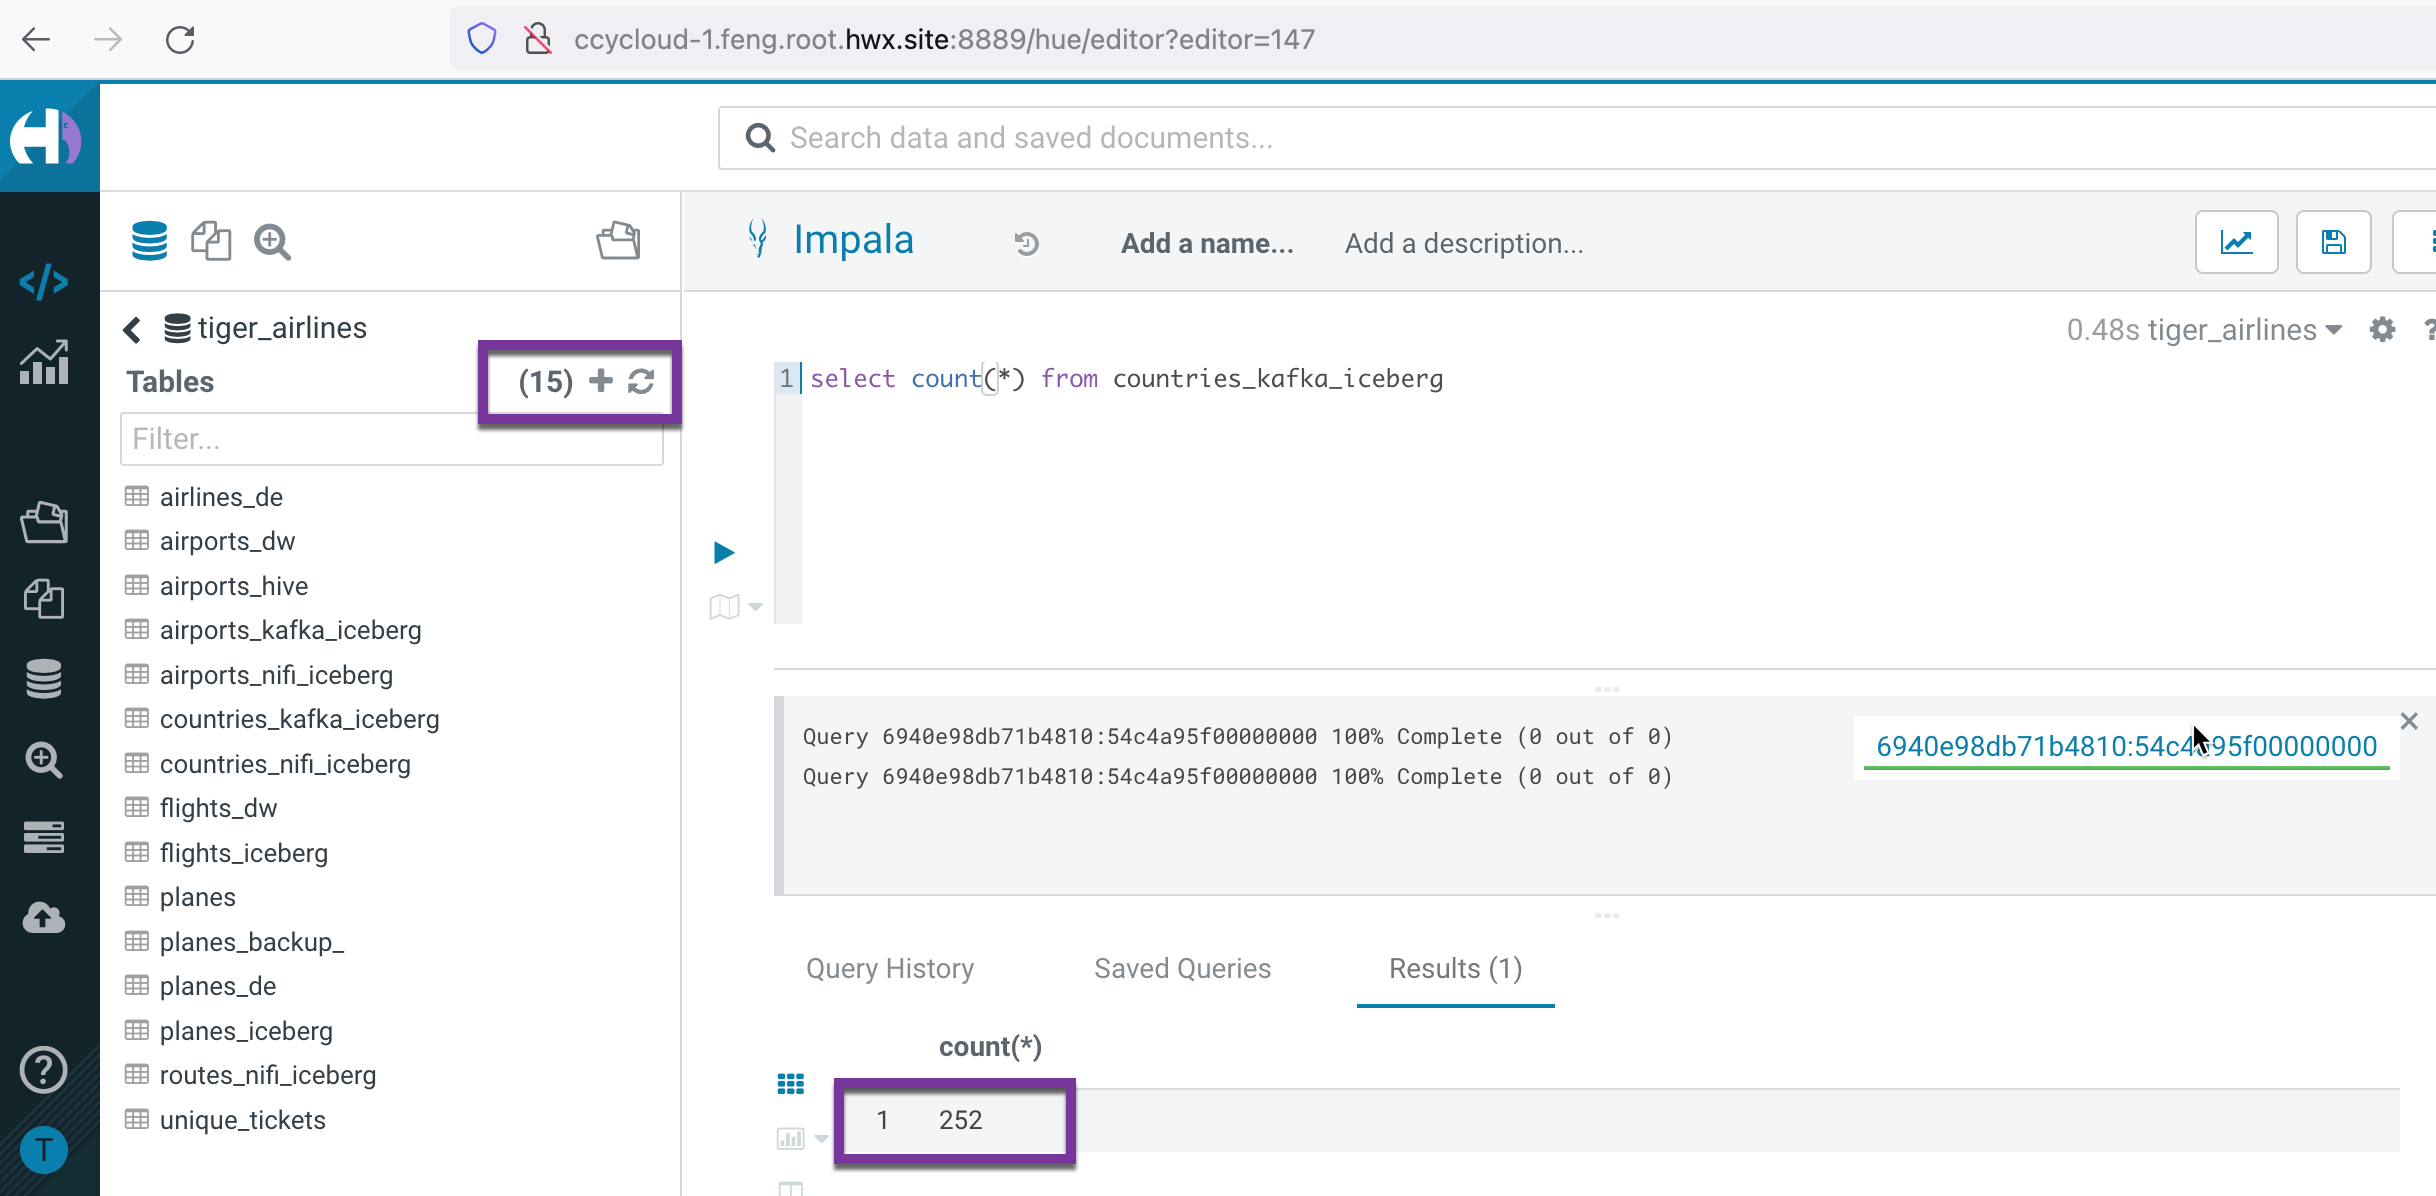 ccycloud-1.feng.root.hwx.site:8889/hue/editor?editor=147
Search data and saved documents...
Impala
Add a name...
Add a description...
tiger_airlines
Tables
(15)
Filter...
airlines_de
airports_dw
airports_hive
airports_kafka_iceberg
airports_nifi_iceberg
countries_kafka_iceberg
countries_nifi_iceberg
flights_dw
flights_iceberg
planes
planes_backup_
planes_de
planes_iceberg
routes_nifi_iceberg
unique_tickets
T
0.48s tiger_airlines
?
1 select count(*) from countries_kafka_iceberg
Query 6940e98db71b4810:54c4a95f00000000 100% Complete (0 out of 0)
Query 6940e98db71b4810:54c4a95f00000000 100% Complete (0 out of 0)
6940e98db71b4810:54c4a95f00000000
Query History
Saved Queries
Results (1)
count(*)
1 252